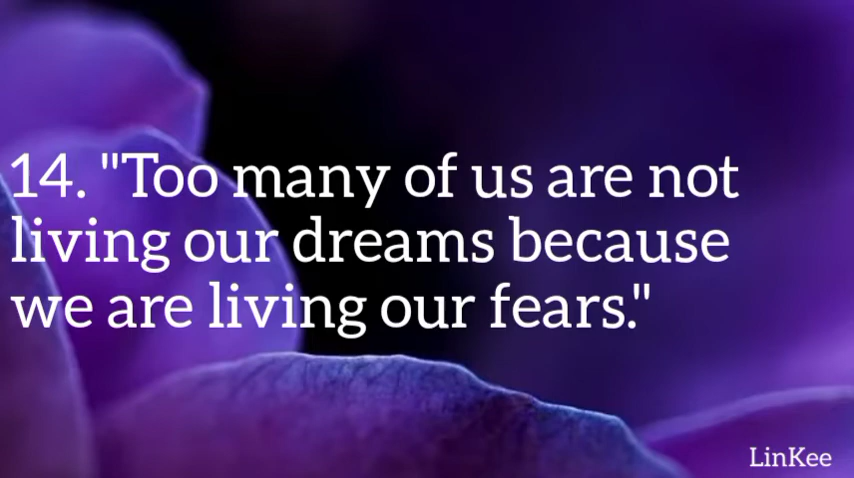 14. "Too many of us are not
living our dreams because
we are living our fears."
LinKee